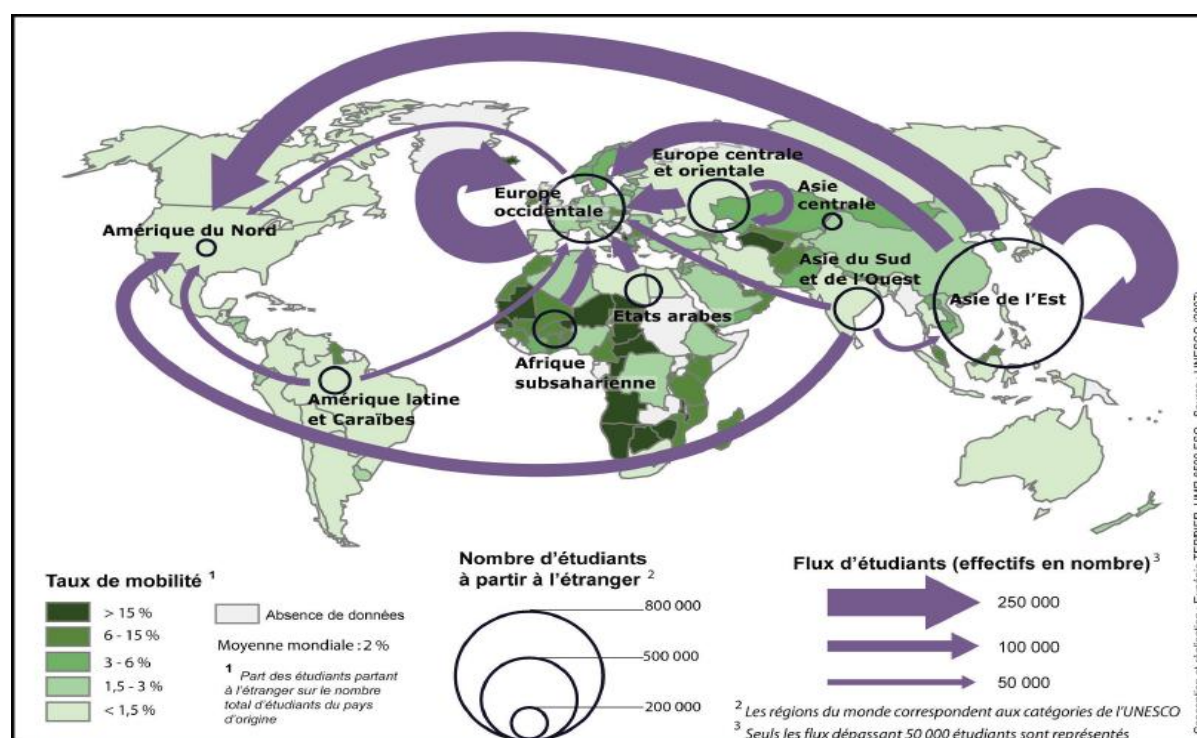 Europe centrale
et orientale
Europe
occidentale
Asie
centrale
Amérique du Nord
Asie du Sud
et de l'Ouest
Asie de l'Est
Etats arabes
Afrique
subsaharienne
Amérique latine
et Caraïbes
Taux de mobilité 1
> 15 %
6 - 15 %
3 - 6 %
1,5 - 3 %
< 1,5 %
Absence de données
Moyenne mondiale : 2 %
1 Part des étudiants partant
à l'étranger sur le nombre
total d'étudiants du pays
d'origine
Nombre d'étudiants
à partir à l'étranger 2
800 000
500 000
200 000
Flux d'étudiants (effectifs en nombre) 3
250 000
100 000
50 000
2 Les régions du monde correspondent aux catégories de l'UNESCO
3 Seuls les flux dépassant 50 000 étudiants sont représentés
UNESCO (2007)